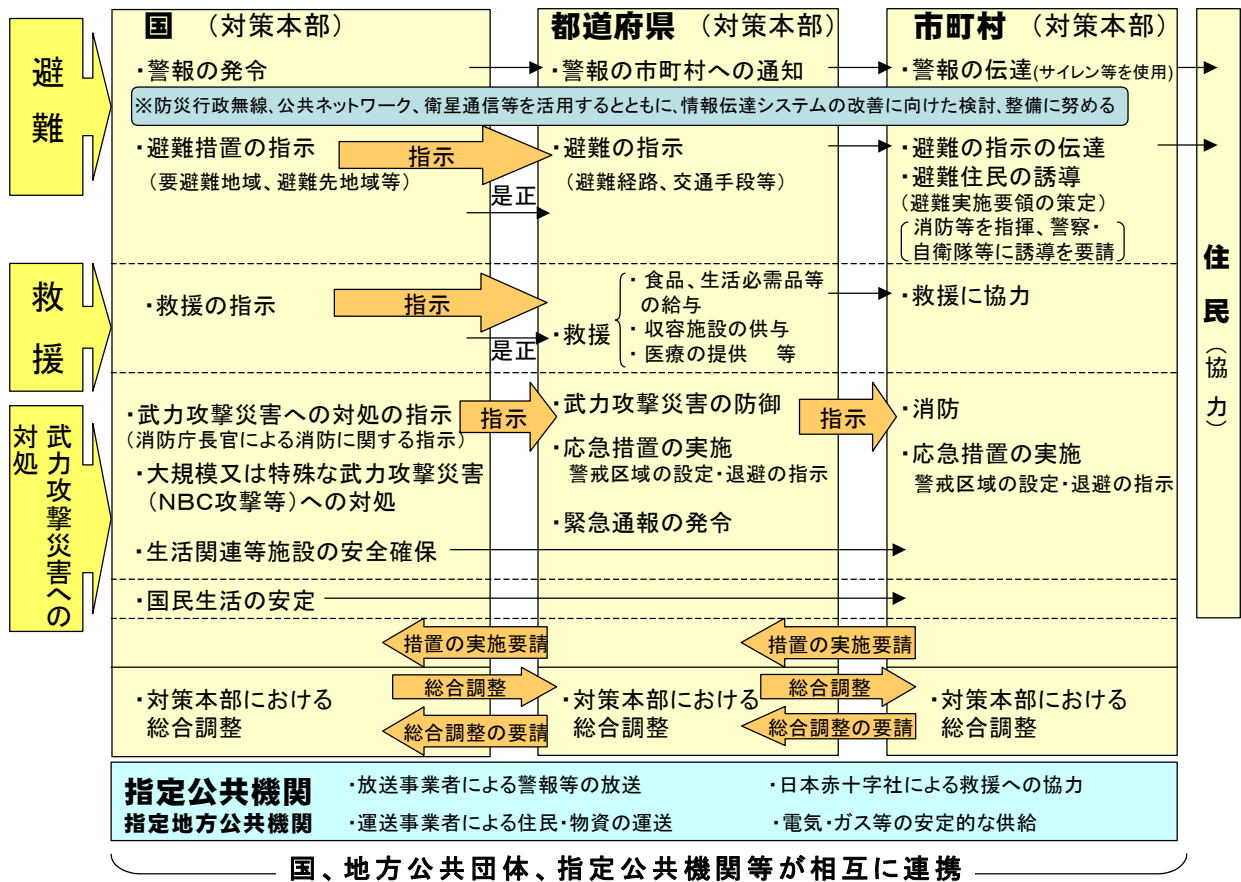 国 (対策本部)
都道府県 (対策本部)
市町村 (対策本部)
避難
・警報の発令
・警報の市町村への通知
・警報の伝達(サイレン等を使用)
※防災行政無線、公共ネットワーク、衛星通信等を活用するとともに、情報伝達システムの改善に向けた検討、整備に努める
・避難措置の指示
(要避難地域、避難先地域等)
指示
是正
・避難の指示
(避難経路、交通手段等)
・避難の指示の伝達
・避難住民の誘導
(避難実施要領の策定)
消防等を指揮、警察・
自衛隊等に誘導を要請
救援
・救援の指示
指示
是正
・救援
・食品、生活必需品等
の給与
・収容施設の供与
・医療の提供 等
・救援に協力
武力攻撃災害への
対処
・武力攻撃災害への対処の指示
(消防庁長官による消防に関する指示)
指示
・武力攻撃災害の防御
指示
・消防
・大規模又は特殊な武力攻撃災害
(NBC攻撃等)への対処
・応急措置の実施
警戒区域の設定・退避の指示
・応急措置の実施
警戒区域の設定・退避の指示
・緊急通報の発令
・生活関連等施設の安全確保
・国民生活の安定
措置の実施要請
措置の実施要請
・対策本部における
総合調整
総合調整
総合調整の要請
・対策本部における
総合調整
総合調整
総合調整の要請
・対策本部における
総合調整
住民(協力)
指定公共機関
指定地方公共機関
・放送事業者による警報等の放送
・日本赤十字社による救援への協力
・運送事業者による住民・物資の運送
・電気・ガス等の安定的な供給
国、地方公共団体、指定公共機関等が相互に連携